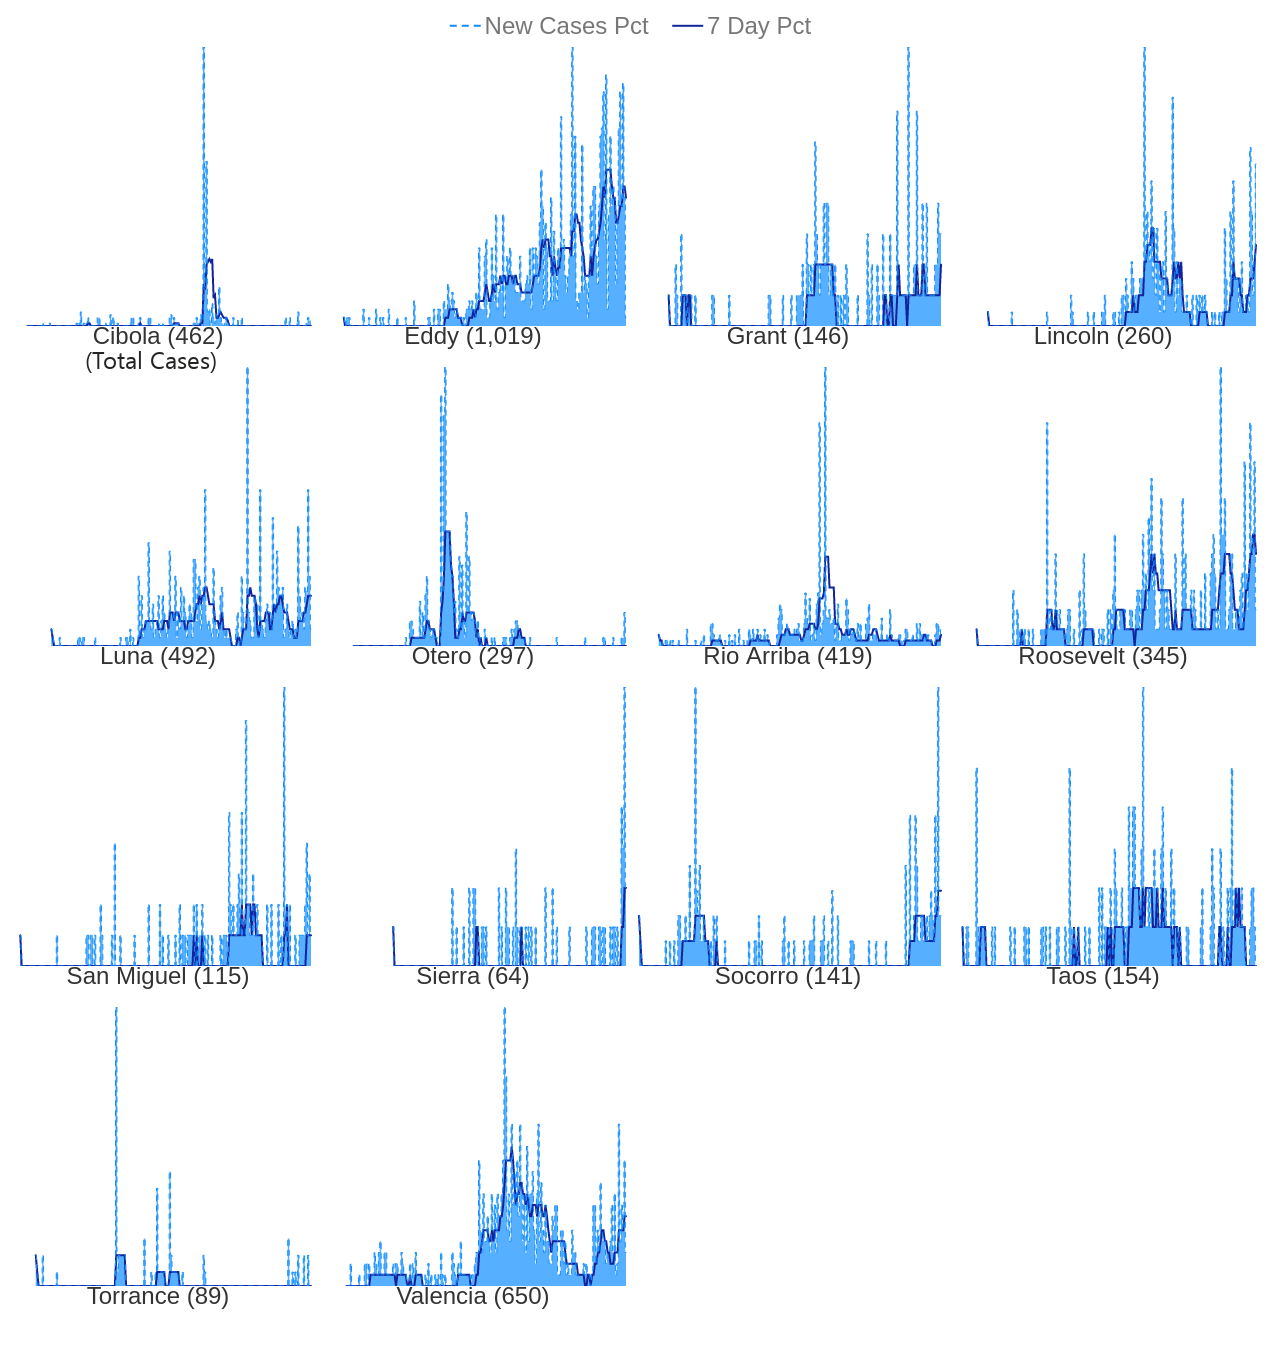 New Cases Pct 7 Day Pct
Cibola (462) Eddy (1,019) Grant (146) Lincoln (260)
(Total Cases)
Luna (492) Otero (297) Rio Arriba (419) Roosevelt (345)
San Miguel (115) Sierra (64) Socorro (141) Taos (154)
Torrance (89) Valencia (650)